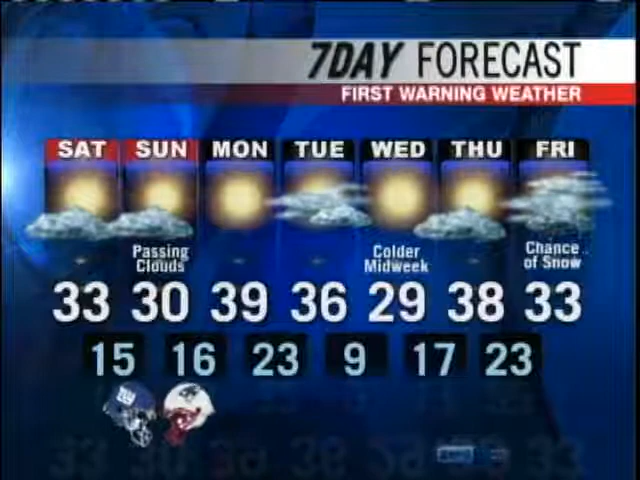 7DAY FORECAST
FIRST WARNING WEATHER
SAT SUN MON TUE WED THU FRI
Passing Clouds
Colder Midweek
Chance of Snow
33 30 39 36 29 38 33
15 16 23 9 17 23